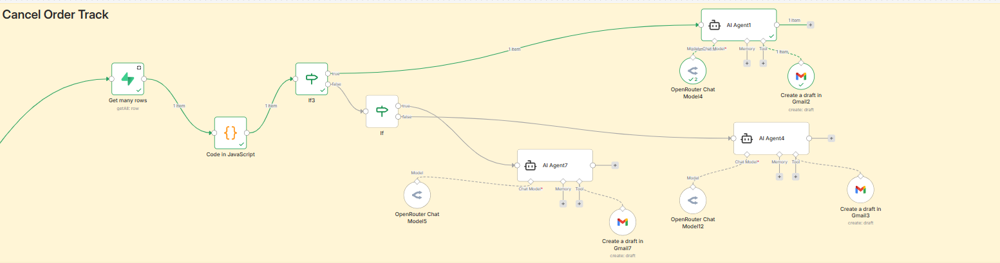 Cancel Order Track
AI Agent1
1 item
1 item
Model
Chat Model*
Memory
Tool
1 item
2
OpenRouter Chat
Model4
Create a draft in
Gmail2
create: draft
Get many rows
getAll: row
1 item
Code in JavaScript
1 item
true
false
If3
true
false
If
AI Agent4
Chat Model*
Memory
Tool
Model
OpenRouter Chat
Model12
Create a draft in
Gmail3
create: draft
AI Agent7
Model
Chat Model*
Memory
Tool
OpenRouter Chat
Model5
Create a draft in
Gmail7
create: draft